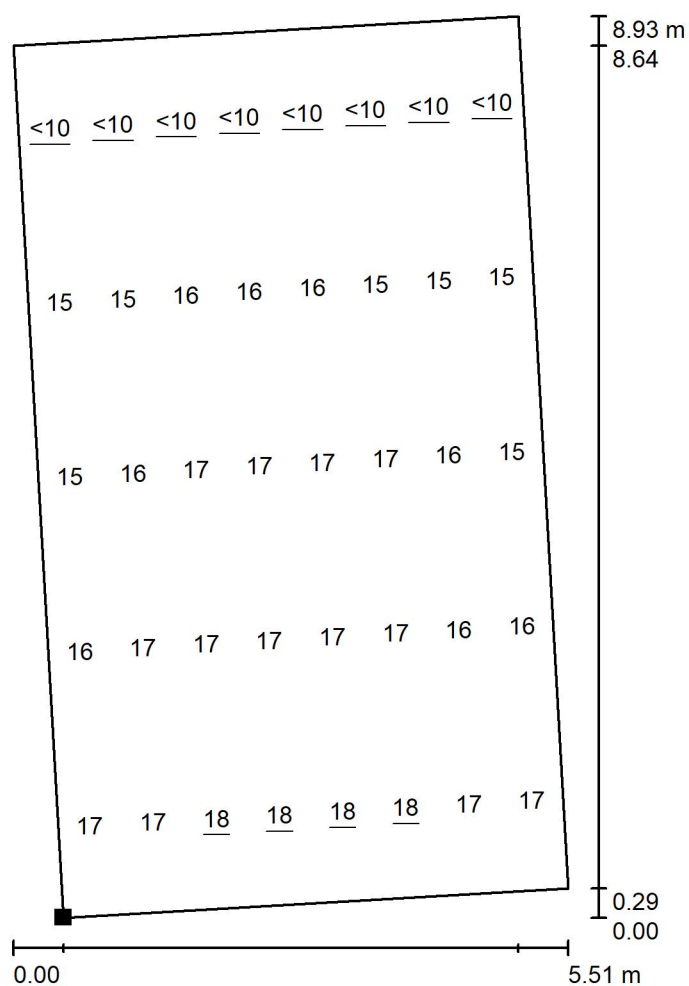 8.93 m
8.64
<10 <10 <10 <10 <10 <10 <10 <10
15 15 16 16 16 15 15 15
15 16 17 17 17 17 16 15
16 17 17 17 17 17 16 16
17 17 18 18 18 18 17 17
0.29
0.00
0.00 5.51 m